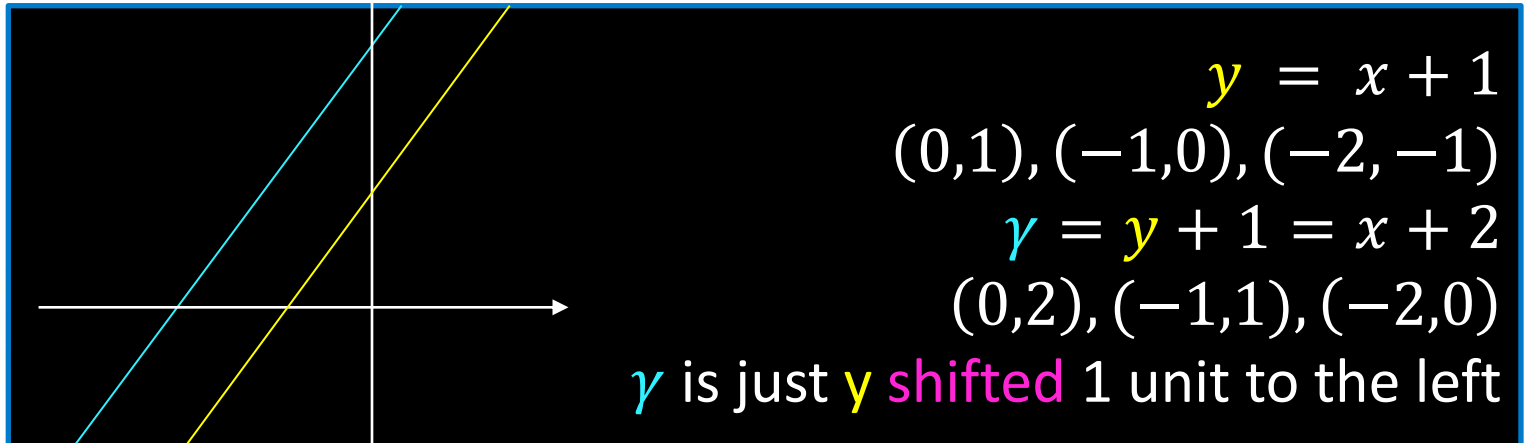 y = x + 1
(0,1), (−1,0), (−2, −1)
γ = y + 1 = x + 2
(0,2), (−1,1), (−2,0)
γ is just y shifted 1 unit to the left